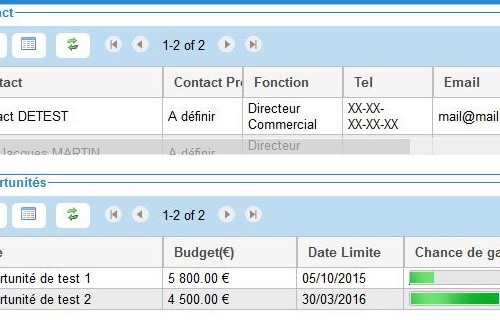 act
1-2 of 2
tact Contact Pr Fonction Tel Email
act DETEST A définir Directeur Commercial XX-XX-XX-XX-XX mail@mail
Jacques MARTIN A définir Directeur
rtunités
1-2 of 2
e Budget(€) Date Limite Chance de ga
rtunité de test 1 5 800.00 € 05/10/2015
rtunité de test 2 4 500.00 € 30/03/2016